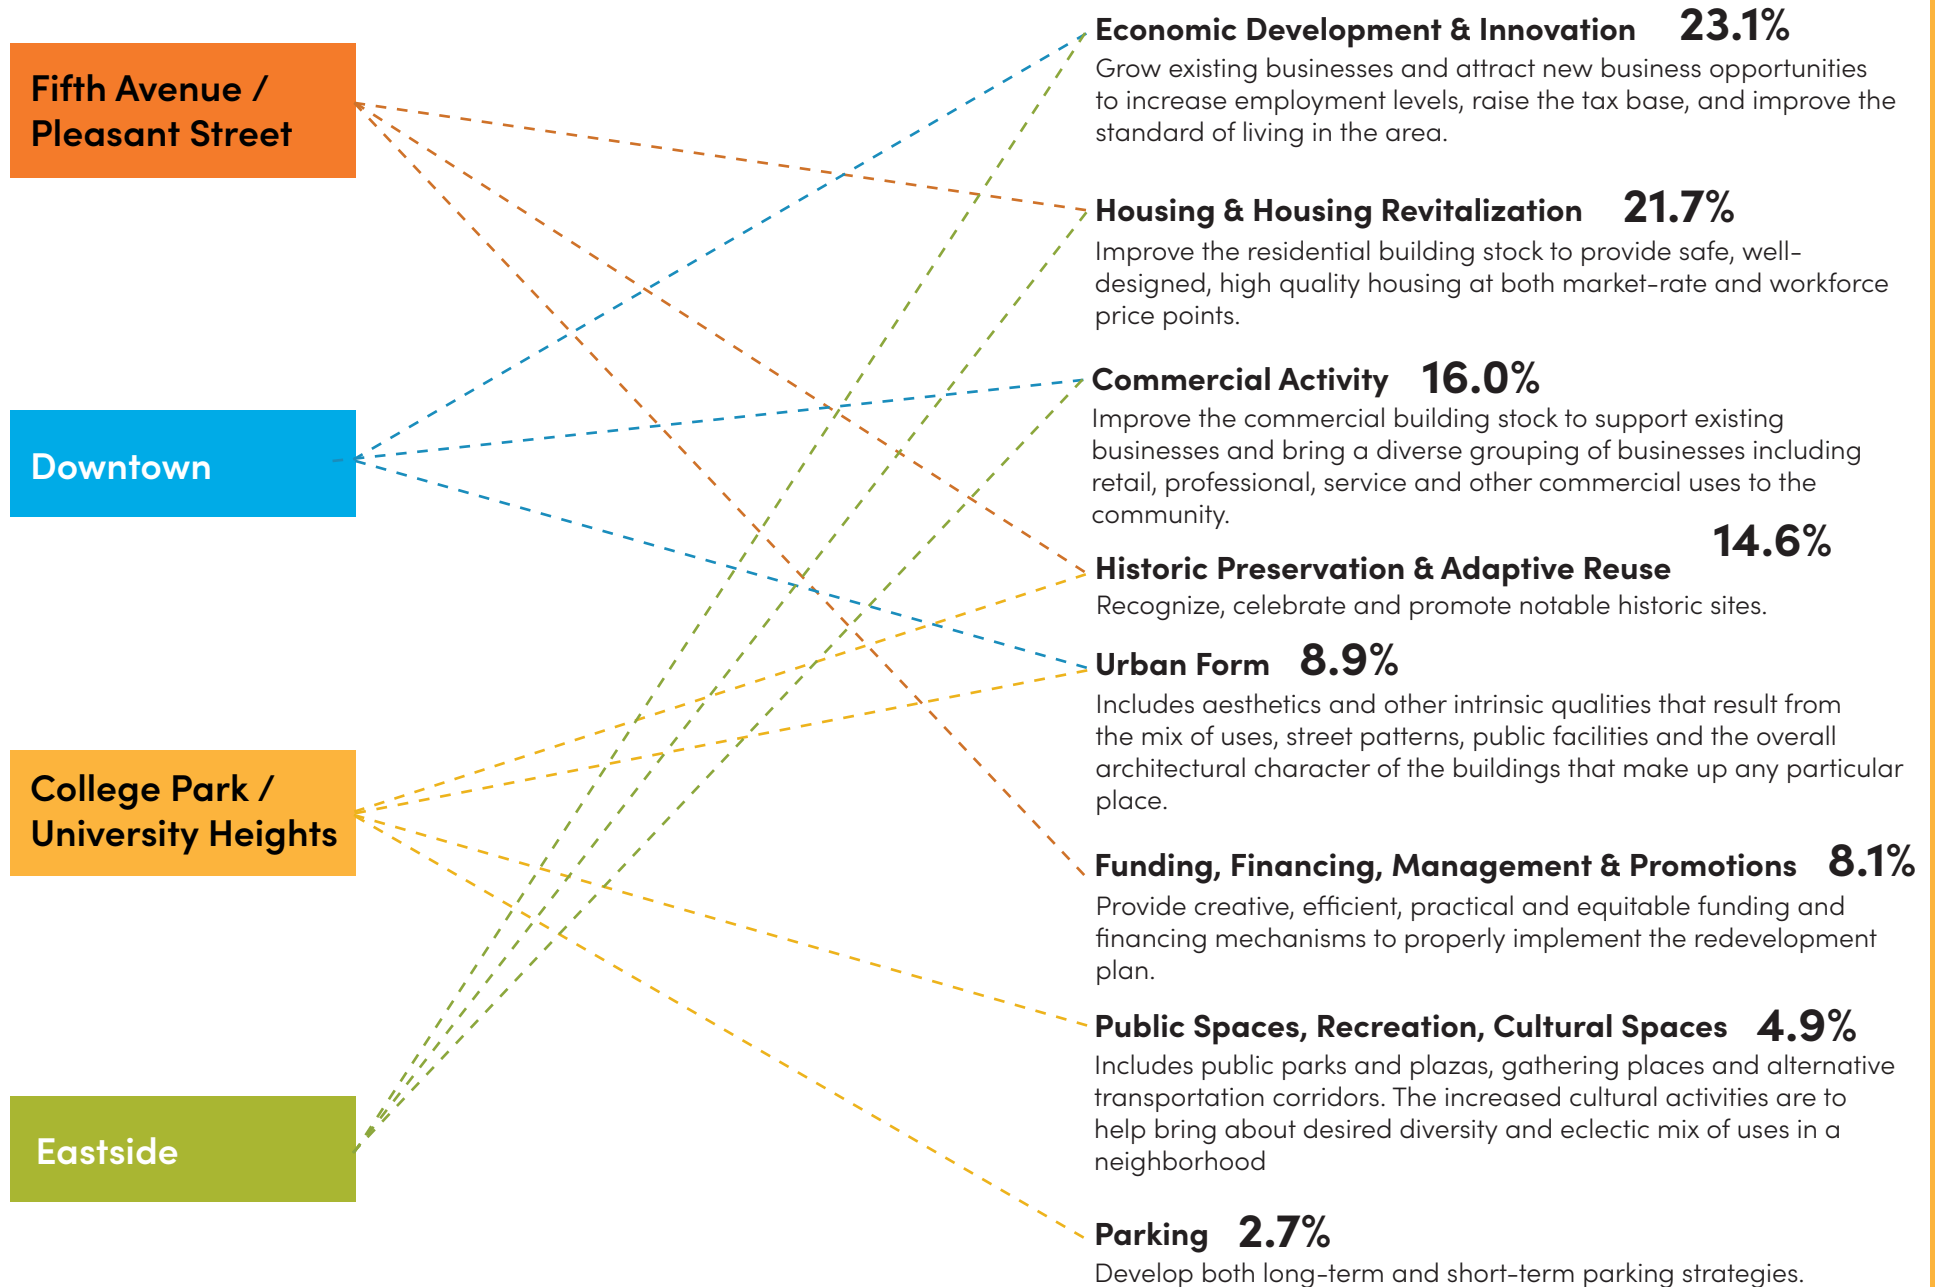 Fifth Avenue /
Pleasant Street
Downtown
College Park /
University Heights
Eastside
Economic Development & Innovation 23.1%
Grow existing businesses and attract new business opportunities
to increase employment levels, raise the tax base, and improve the
standard of living in the area.
Housing & Housing Revitalization 21.7%
Improve the residential building stock to provide safe, well-
designed, high quality housing at both market-rate and workforce
price points.
Commercial Activity 16.0%
Improve the commercial building stock to support existing
businesses and bring a diverse grouping of businesses including
retail, professional, service and other commercial uses to the
community.
Historic Preservation & Adaptive Reuse 14.6%
Recognize, celebrate and promote notable historic sites.
Urban Form 8.9%
Includes aesthetics and other intrinsic qualities that result from
the mix of uses, street patterns, public facilities and the overall
architectural character of the buildings that make up any particular
place.
Funding, Financing, Management & Promotions 8.1%
Provide creative, efficient, practical and equitable funding and
financing mechanisms to properly implement the redevelopment
plan.
Public Spaces, Recreation, Cultural Spaces 4.9%
Includes public parks and plazas, gathering places and alternative
transportation corridors. The increased cultural activities are to
help bring about desired diversity and eclectic mix of uses in a
neighborhood
Parking 2.7%
Develop both long-term and short-term parking strategies.